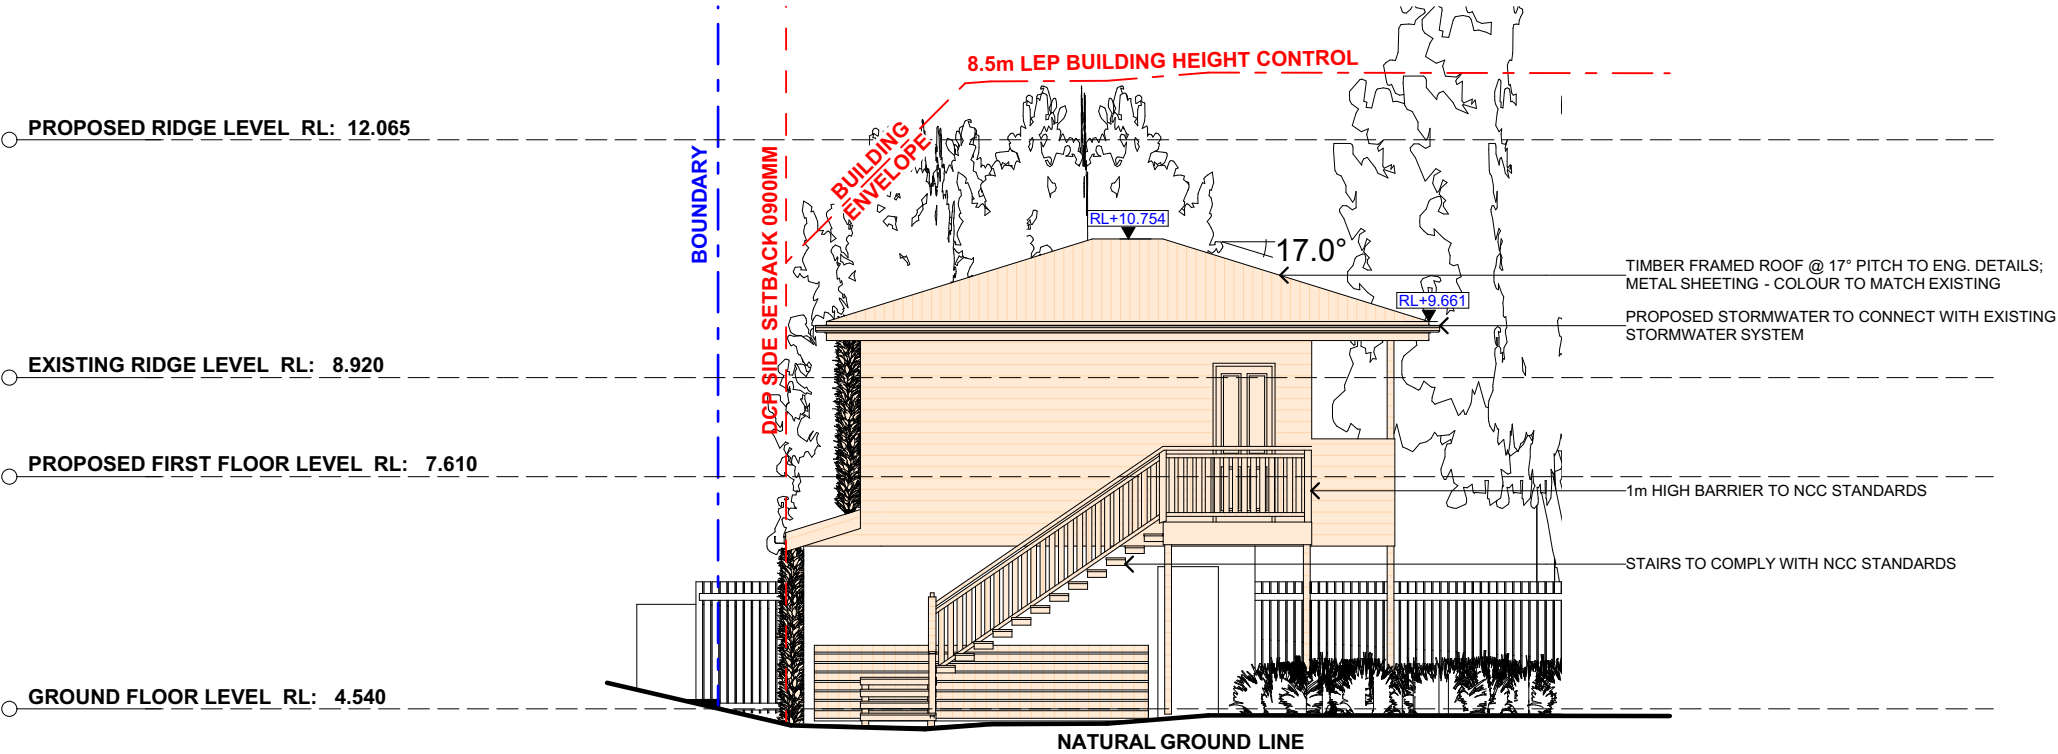 8.5m LEP BUILDING HEIGHT CONTROL
PROPOSED RIDGE LEVEL RL: 12.065
BUILDING
ENVELOPE
BOUNDARY
DCP SIDE SETBACK 0900MM
RL+10.754
17.0°
TIMBER FRAMED ROOF @ 17° PITCH TO ENG. DETAILS;
METAL SHEETING - COLOUR TO MATCH EXISTING
RL+9.661
PROPOSED STORMWATER TO CONNECT WITH EXISTING
STORMWATER SYSTEM
EXISTING RIDGE LEVEL RL: 8.920
PROPOSED FIRST FLOOR LEVEL RL: 7.610
1m HIGH BARRIER TO NCC STANDARDS
STAIRS TO COMPLY WITH NCC STANDARDS
GROUND FLOOR LEVEL RL: 4.540
NATURAL GROUND LINE